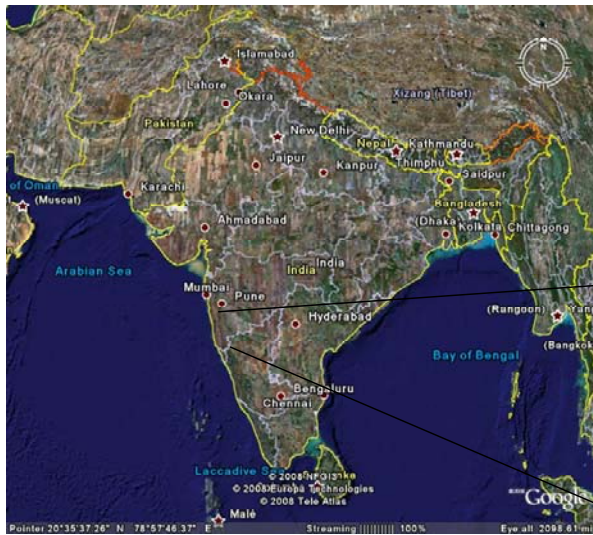 Islamabad
N
Lahore
Okara
Xizang (Tibet)
Pakistan
New Delhi
Nepal
Kathmandu
Jaipur
Kanpur
Thimphu
Saidpur
of Oman
(Muscat)
Karachi
Bangladesh
Ahmadabad
(Dhaka
Kolkata
Chittagong
India
India
Arabian Sea
Mumbai
Pune
(Rangoon)
Yang
Hyderabad
(Bangkok
Bay of Bengal
Bengaluru
Chennai
Laccadive Sea
© 2008 NFGIS
© 2008 Europa Technologies
© 2008 Tele Atlas
Google
Malé
Pointer 20°35'37.26" N 78°57'46.37" E Streaming |||||||||| 100% Eye alt 2098.61 mi